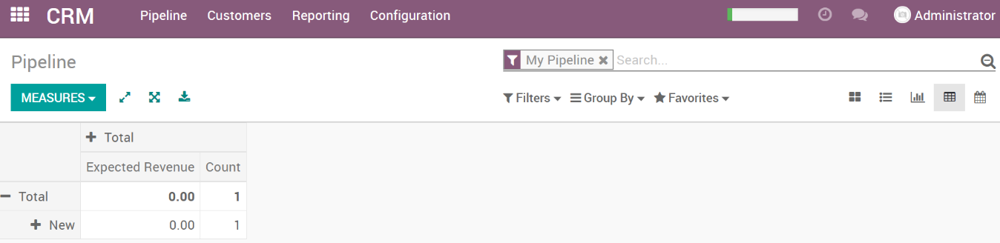 CRM Pipeline Customers Reporting Configuration Administrator
Pipeline My Pipeline Search...
MEASURES Filters Group By Favorites
Total
Expected Revenue Count
Total 0.00 1
New 0.00 1